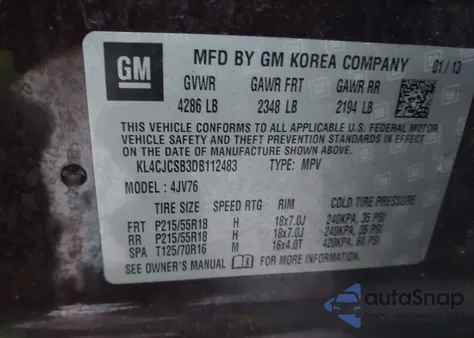 GM
MFD BY GM KOREA COMPANY 01/13
GVWR GAWR FRT GAWR RR
4286 LB 2348 LB 2194 LB
THIS VEHICLE CONFORMS TO ALL APPLICABLE U.S. FEDERAL MOTOR
VEHICLE SAFETY, BUMPER, AND THEFT PREVENTION STANDARDS IN EFFECT
ON THE DATE OF MANUFACTURE SHOWN ABOVE.
KL4CJCSB3DB112483 TYPE: MPV
MODEL: 4JV76
TIRE SIZE SPEED RTG RIM COLD TIRE PRESSURE
FRT P215/55R18 H 18x7.0J 240KPA, 35 PSI
RR P215/55R18 H 18x7.0J 240KPA, 35 PSI
SPA T125/70R16 M 16x4.0T 420KPA, 60 PSI
SEE OWNER'S MANUAL FOR MORE INFORMATION
autoSnap